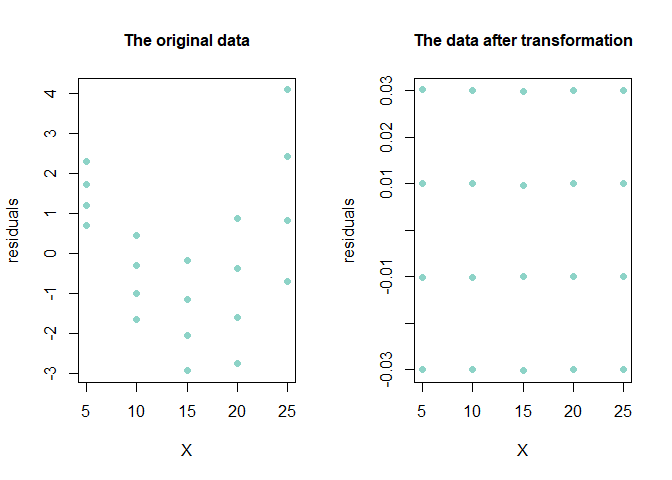 The original data
residuals
4
3
2
1
0
-1
-2
-3
5 10 15 20 25
X
The data after transformation
residuals
0.03
0.02
0.01
-0.01
-0.03
5 10 15 20 25
X